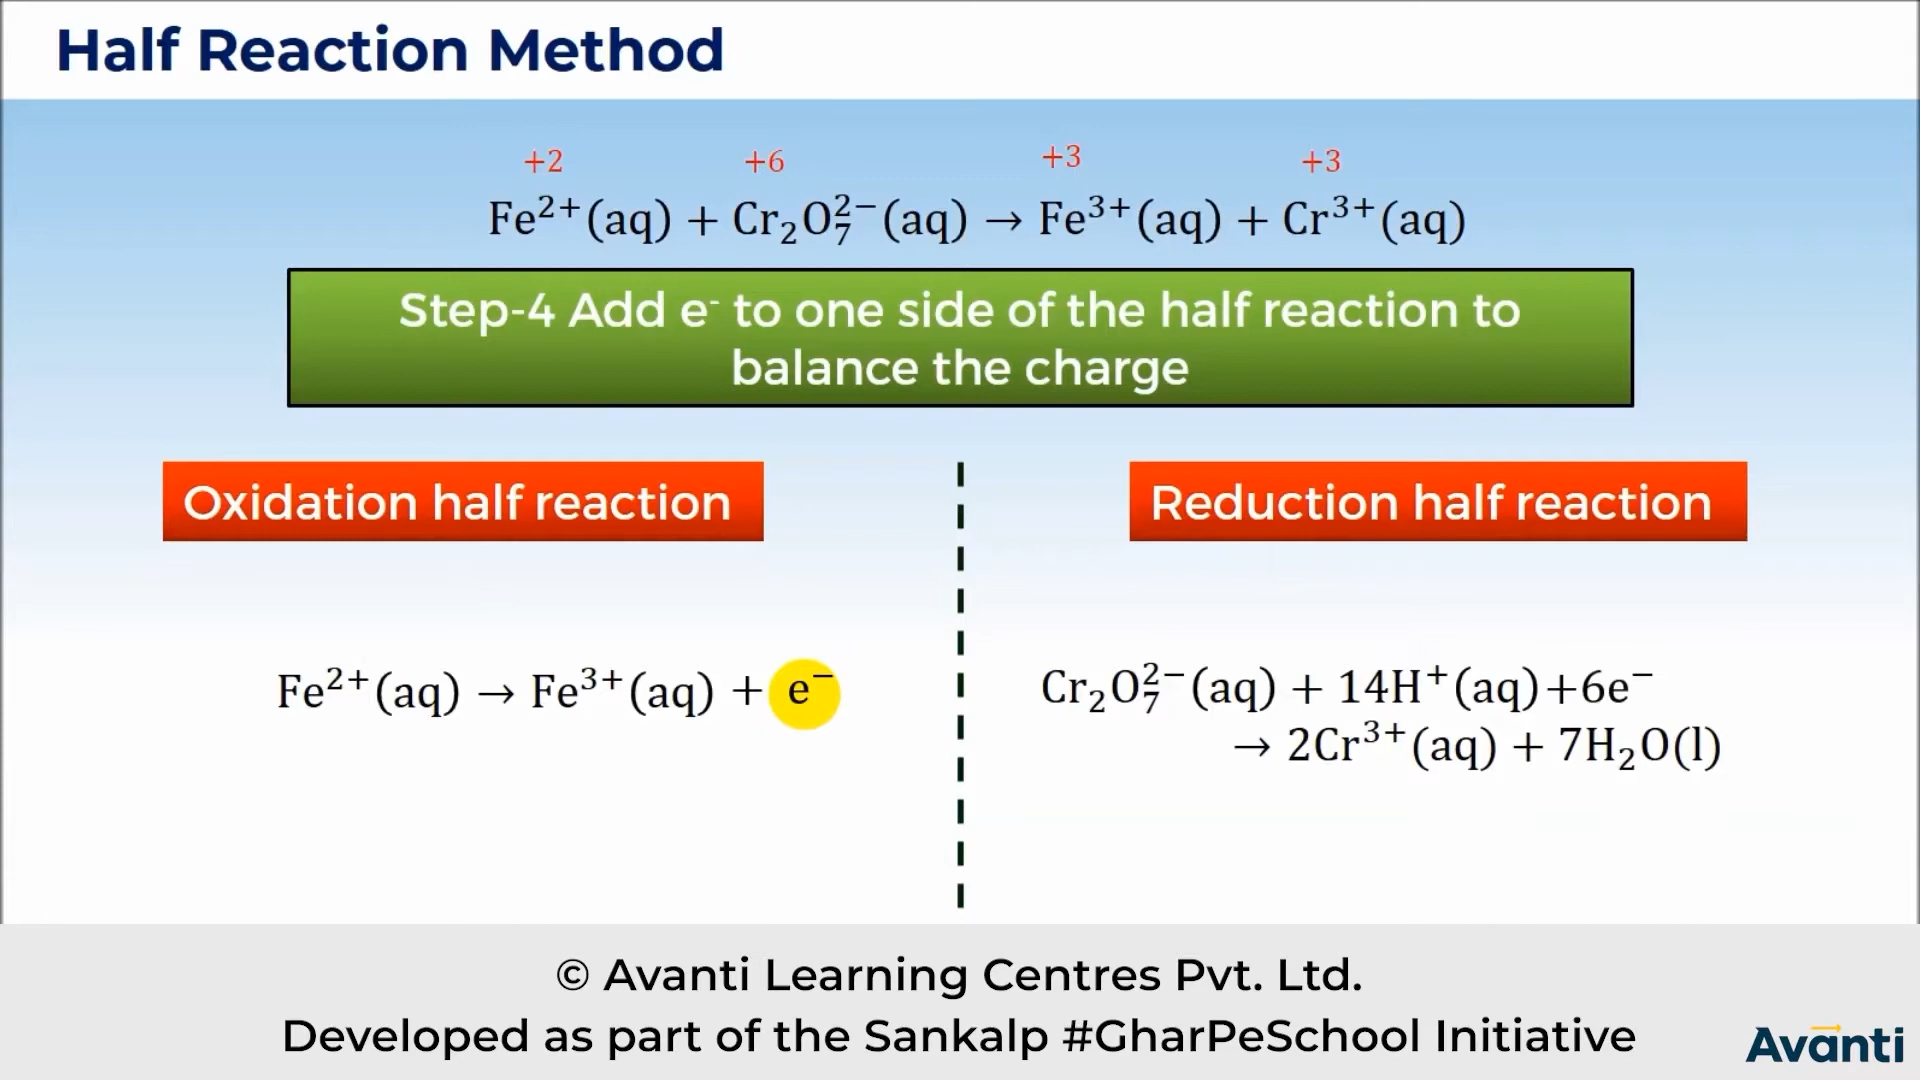 Half Reaction Method
+2 +6 +3 +3
Fe²⁺(aq) + Cr₂O₇²⁻(aq) → Fe³⁺(aq) + Cr³⁺(aq)
Step-4 Add e⁻ to one side of the half reaction to
balance the charge
Oxidation half reaction
Fe²⁺(aq) → Fe³⁺(aq) + e⁻
Reduction half reaction
Cr₂O₇²⁻(aq) + 14H⁺(aq)+6e⁻
→ 2Cr³⁺(aq) + 7H₂O(l)
© Avanti Learning Centres Pvt. Ltd.
Developed as part of the Sankalp #GharPeSchool Initiative
Avanti